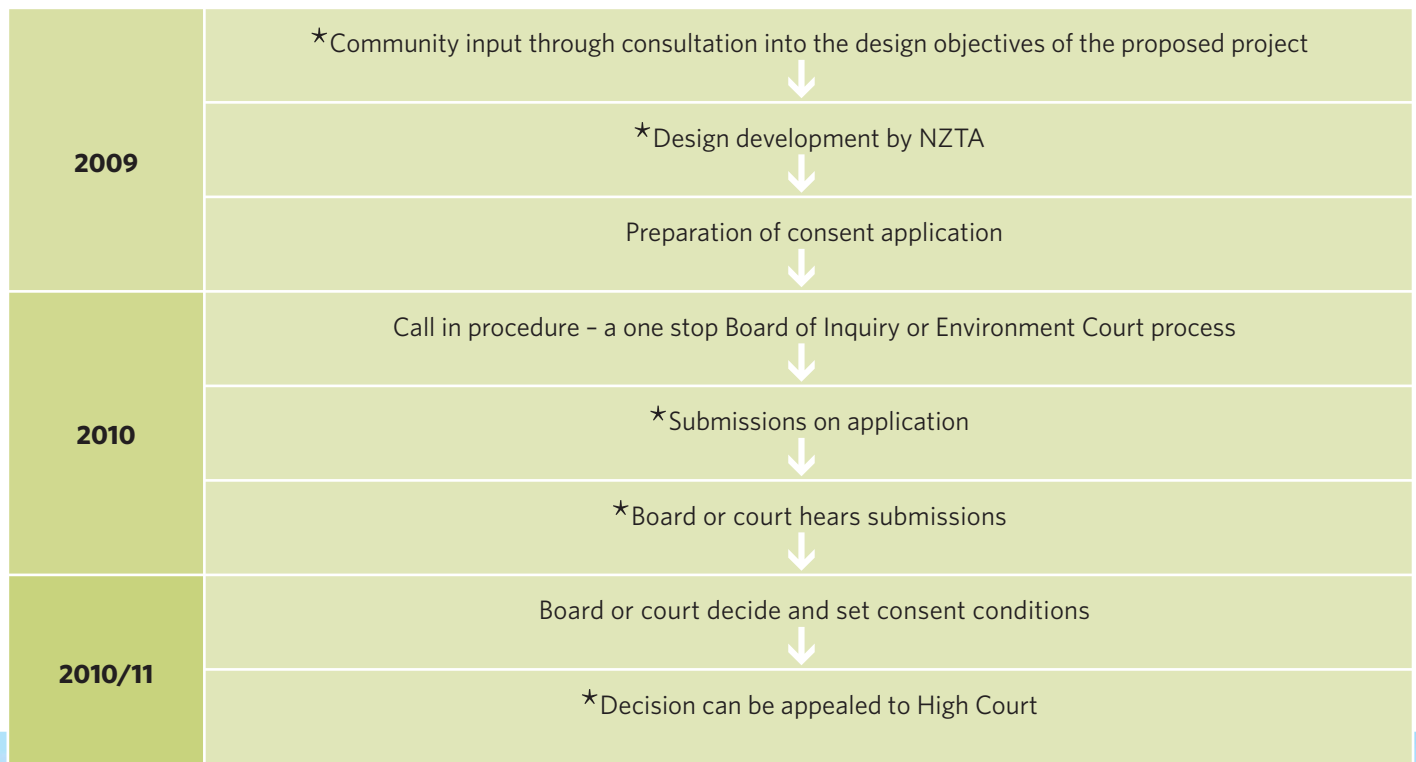 ★Community input through consultation into the design objectives of the proposed project
★Design development by NZTA
2009
Preparation of consent application
Call in procedure – a one stop Board of Inquiry or Environment Court process
★Submissions on application
2010
★Board or court hears submissions
Board or court decide and set consent conditions
2010/11
★Decision can be appealed to High Court